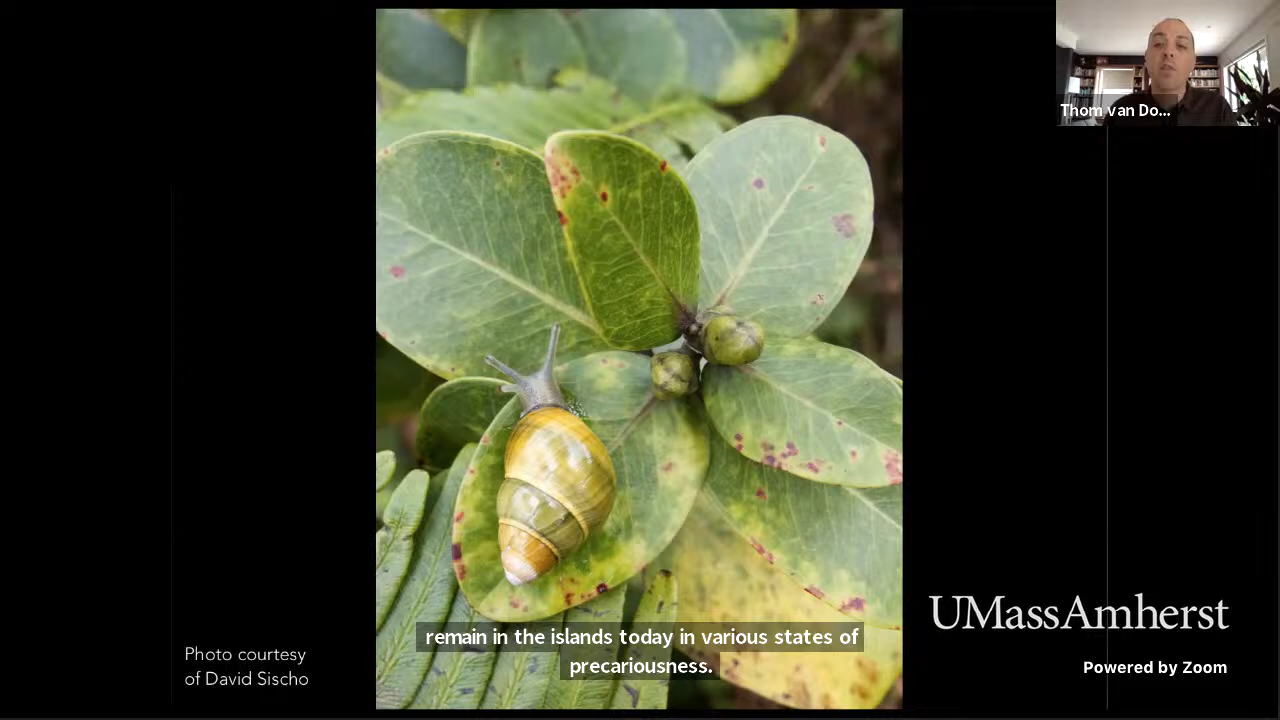 Thom van Do...
remain in the islands today in various states of
precariousness.
Photo courtesy
of David Sischo
UMassAmherst
Powered by Zoom